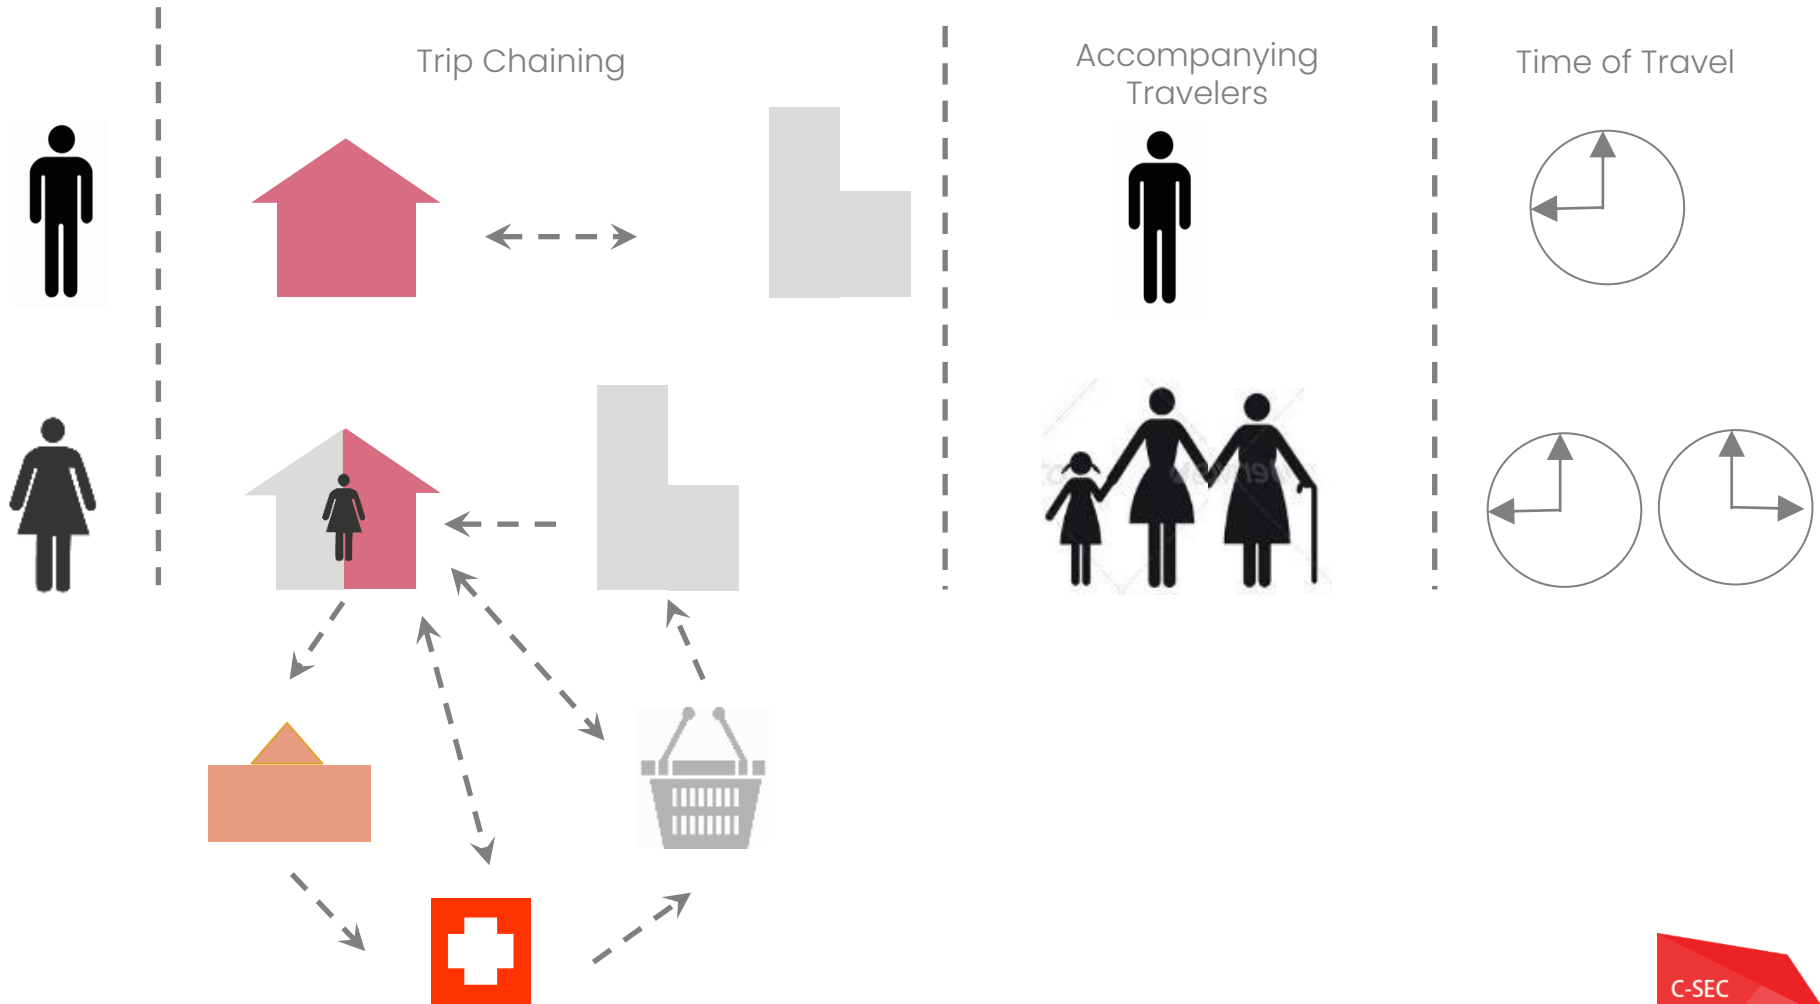 Trip Chaining
Accompanying
Travelers
Time of Travel
C-SEC